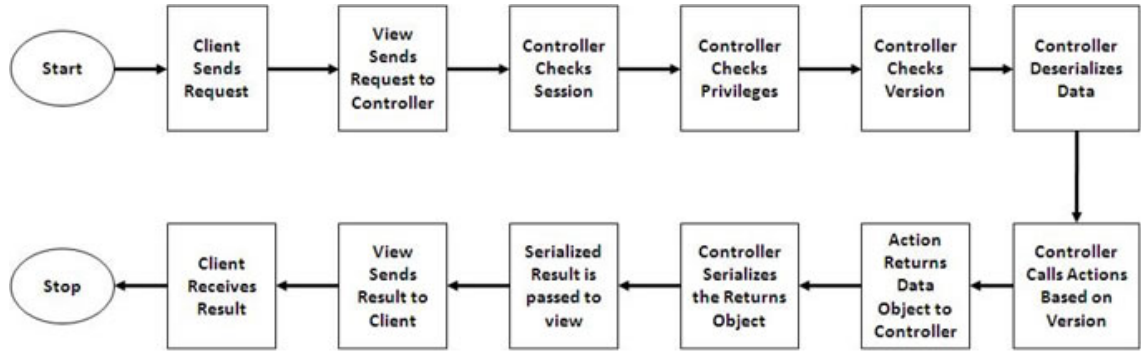 Start
Client
Sends
Request
View
Sends
Request to
Controller
Controller
Checks
Session
Controller
Checks
Privileges
Controller
Checks
Version
Controller
Deserializes
Data
Controller
Calls Actions
Based on
Version
Action
Returns
Data
Object to
Controller
Controller
Serializes
the Returns
Object
Serialized
Result is
passed to
view
View
Sends
Result to
Client
Client
Receives
Result
Stop